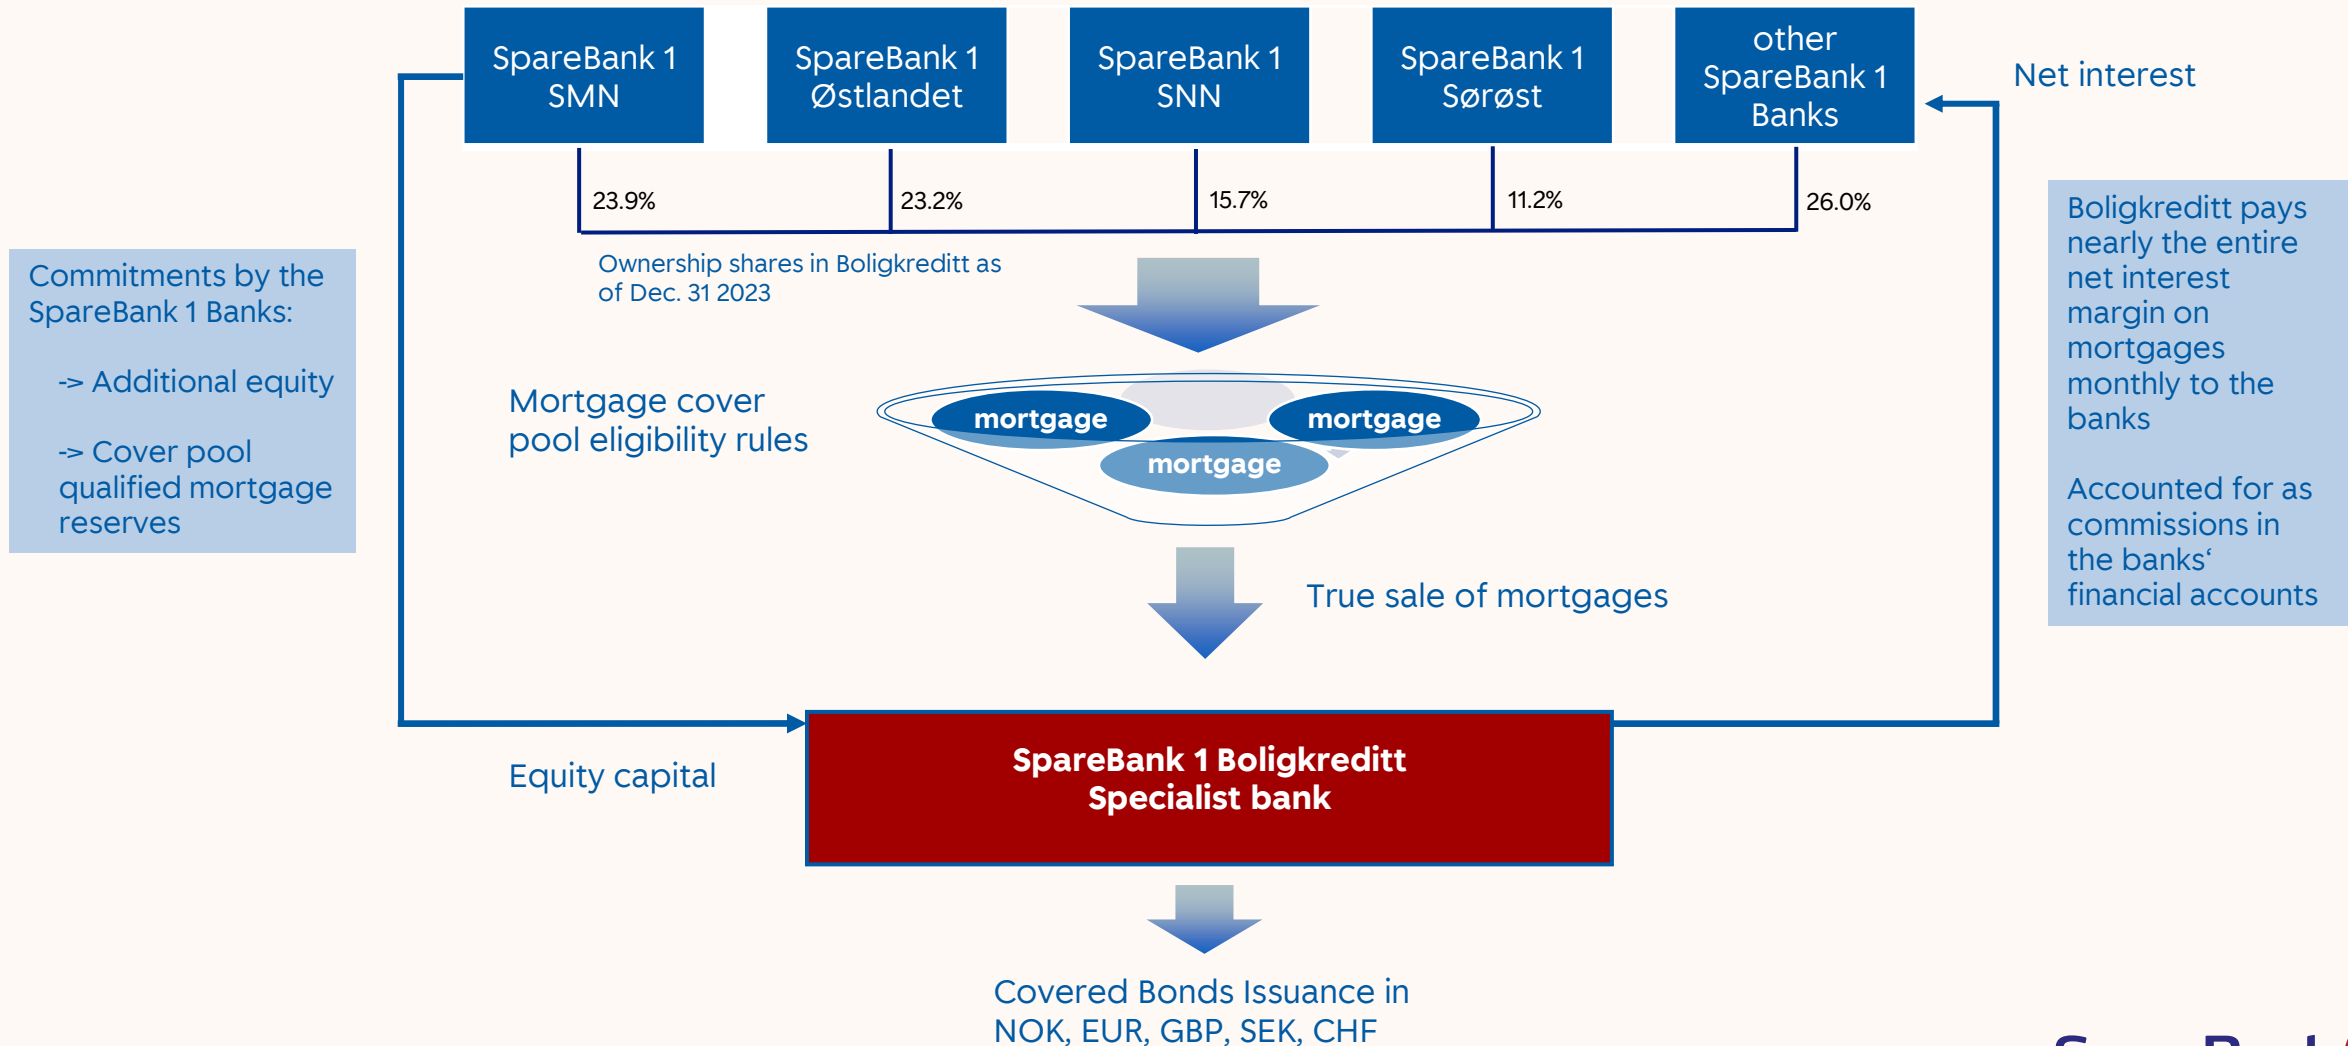 SpareBank 1
SMN
SpareBank 1
Østlandet
SpareBank 1
SNN
SpareBank 1
Sørøst
other
SpareBank 1
Banks
Net interest
23.9%
23.2%
15.7%
11.2%
26.0%
Ownership shares in Boligkreditt as
of Dec. 31 2023
Commitments by the
SpareBank 1 Banks:
-> Additional equity
-> Cover pool
qualified mortgage
reserves
Boligkreditt pays
nearly the entire
net interest
margin on
mortgages
monthly to the
banks
Accounted for as
commissions in
the banks‘
financial accounts
Mortgage cover
pool eligibility rules
mortgage
mortgage
mortgage
True sale of mortgages
Equity capital
SpareBank 1 Boligkreditt
Specialist bank
Covered Bonds Issuance in
NOK, EUR, GBP, SEK, CHF